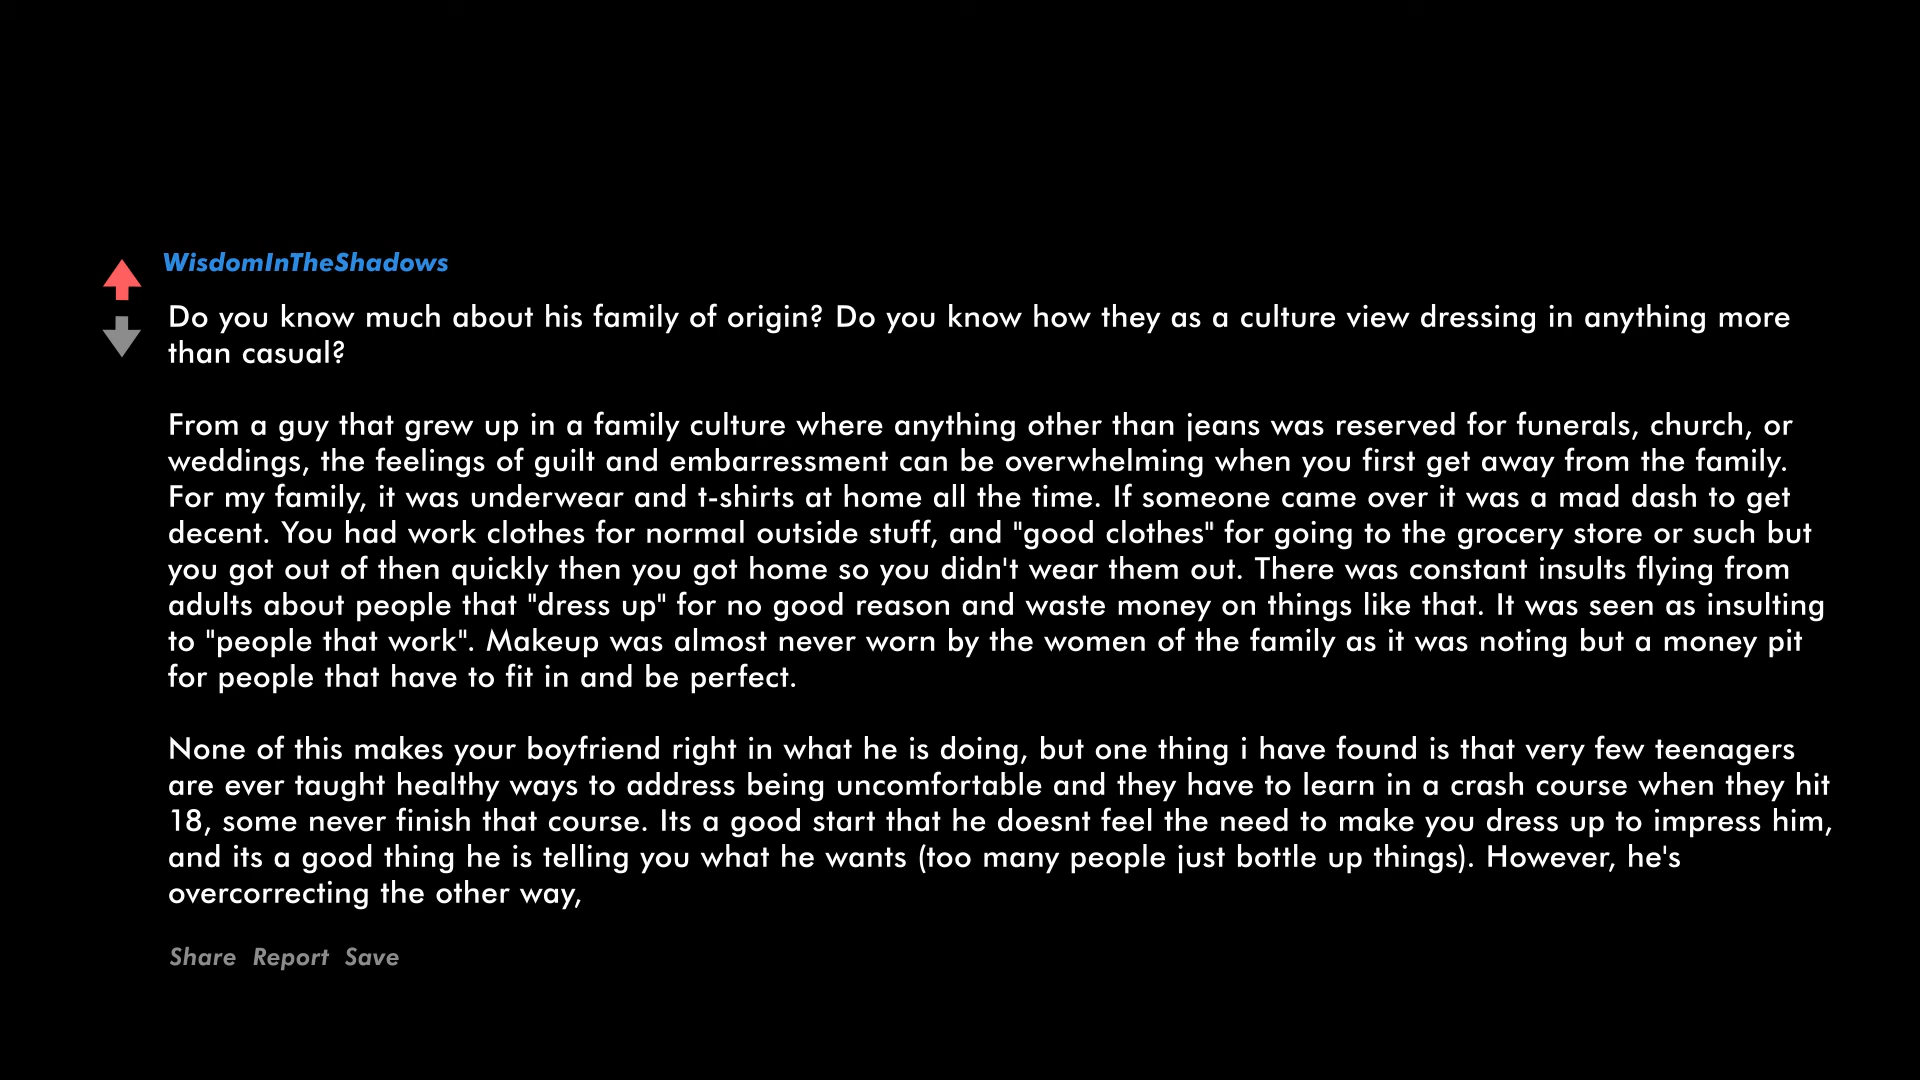 WisdomInTheShadows
Do you know much about his family of origin? Do you know how they as a culture view dressing in anything more
than casual?
From a guy that grew up in a family culture where anything other than jeans was reserved for funerals, church, or
weddings, the feelings of guilt and embarressment can be overwhelming when you first get away from the family.
For my family, it was underwear and t-shirts at home all the time. If someone came over it was a mad dash to get
decent. You had work clothes for normal outside stuff, and "good clothes" for going to the grocery store or such but
you got out of then quickly then you got home so you didn't wear them out. There was constant insults flying from
adults about people that "dress up" for no good reason and waste money on things like that. It was seen as insulting
to "people that work". Makeup was almost never worn by the women of the family as it was noting but a money pit
for people that have to fit in and be perfect.
None of this makes your boyfriend right in what he is doing, but one thing i have found is that very few teenagers
are ever taught healthy ways to address being uncomfortable and they have to learn in a crash course when they hit
18, some never finish that course. Its a good start that he doesnt feel the need to make you dress up to impress him,
and its a good thing he is telling you what he wants (too many people just bottle up things). However, he's
overcorrecting the other way,
Share Report Save